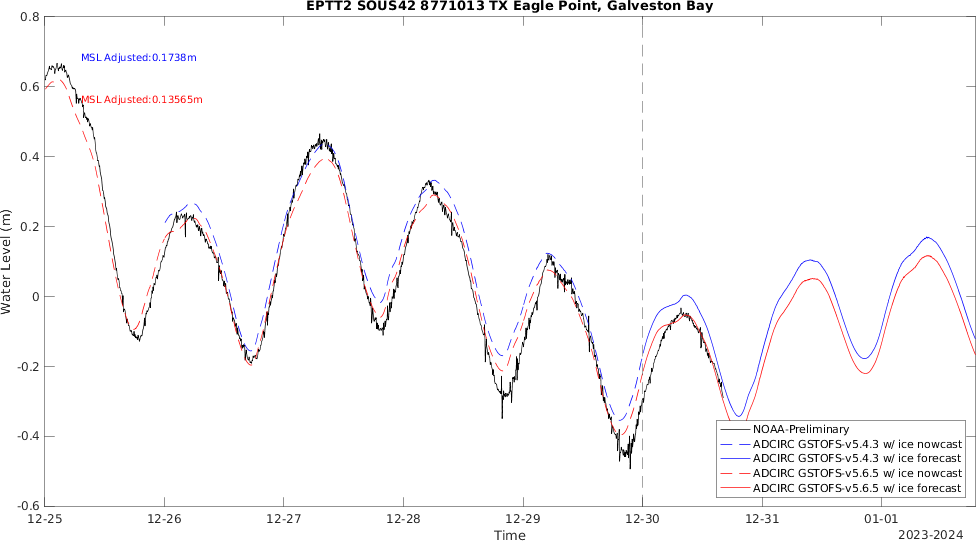 EPTT2 SOUS42 8771013 TX Eagle Point, Galveston Bay
MSL Adjusted:0.1738m
MSL Adjusted:0.13565m
Water Level (m)
0.8
0.6
0.4
0.2
0
-0.2
-0.4
-0.6
NOAA-Preliminary
ADCIRC GSTOFS-v5.4.3 w/ ice nowcast
ADCIRC GSTOFS-v5.4.3 w/ ice forecast
ADCIRC GSTOFS-v5.6.5 w/ ice nowcast
ADCIRC GSTOFS-v5.6.5 w/ ice forecast
12-25 12-26 12-27 12-28 12-29 12-30 12-31 01-01
Time
2023-2024